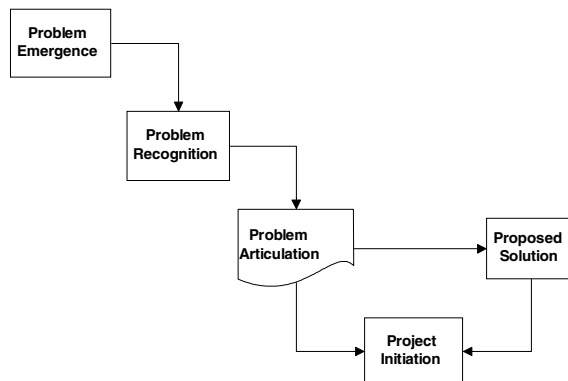 Problem
Emergence
Problem
Recognition
Problem
Articulation
Proposed
Solution
Project
Initiation